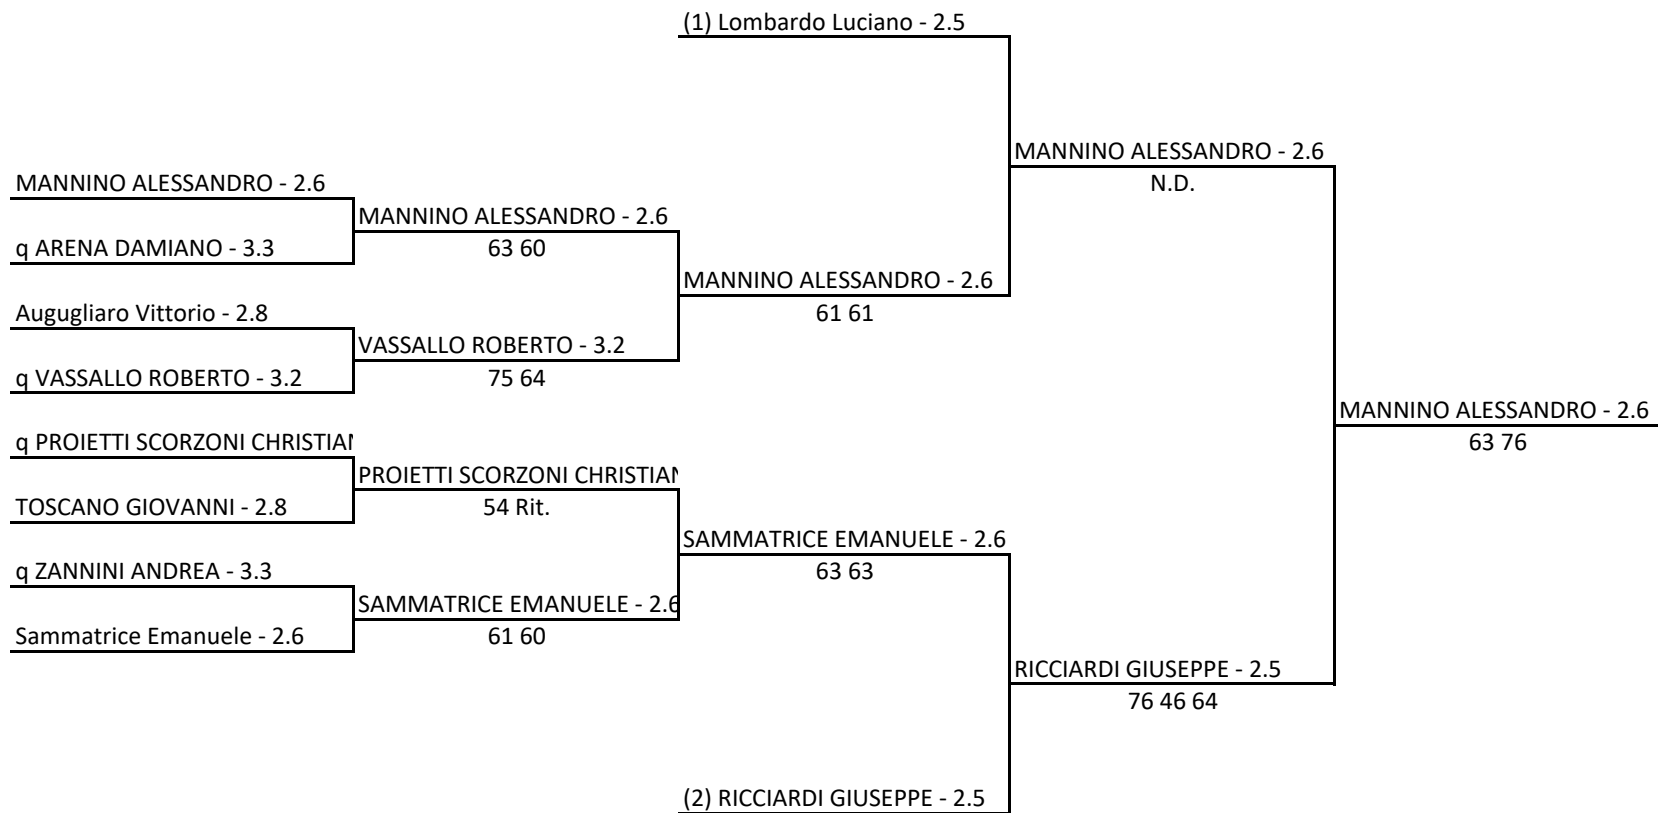 (1) Lombardo Luciano - 2.5
MANNINO ALESSANDRO - 2.6
N.D.
MANNINO ALESSANDRO - 2.6
MANNINO ALESSANDRO - 2.6
63 60
q ARENA DAMIANO - 3.3
MANNINO ALESSANDRO - 2.6
61 61
Augugliaro Vittorio - 2.8
VASSALLO ROBERTO - 3.2
75 64
q VASSALLO ROBERTO - 3.2
MANNINO ALESSANDRO - 2.6
63 76
q PROIETTI SCORZONI CHRISTIAN
PROIETTI SCORZONI CHRISTIAN
54 Rit.
TOSCANO GIOVANNI - 2.8
SAMMATRICE EMANUELE - 2.6
63 63
q ZANNINI ANDREA - 3.3
SAMMATRICE EMANUELE - 2.6
61 60
Sammatrice Emanuele - 2.6
RICCIARDI GIUSEPPE - 2.5
76 46 64
(2) RICCIARDI GIUSEPPE - 2.5